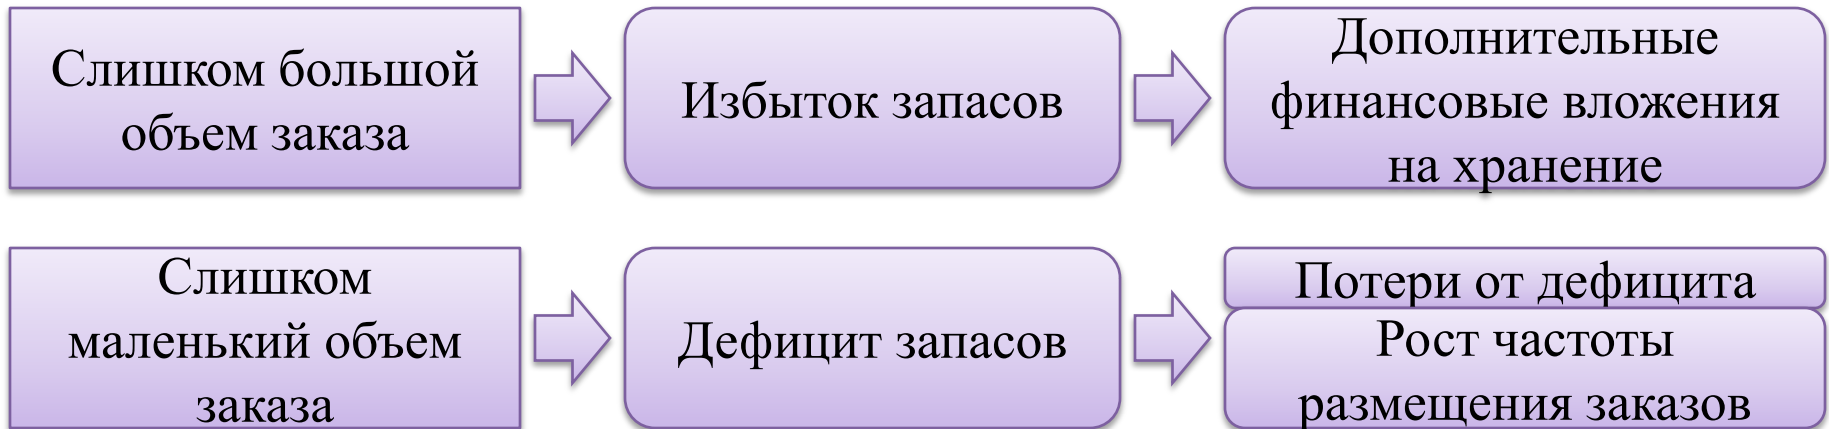 Слишком большой
объем заказа
Избыток запасов
Дополнительные
финансовые вложения
на хранение
Слишком
маленький объем
заказа
Дефицит запасов
Потери от дефицита
Рост частоты
размещения заказов